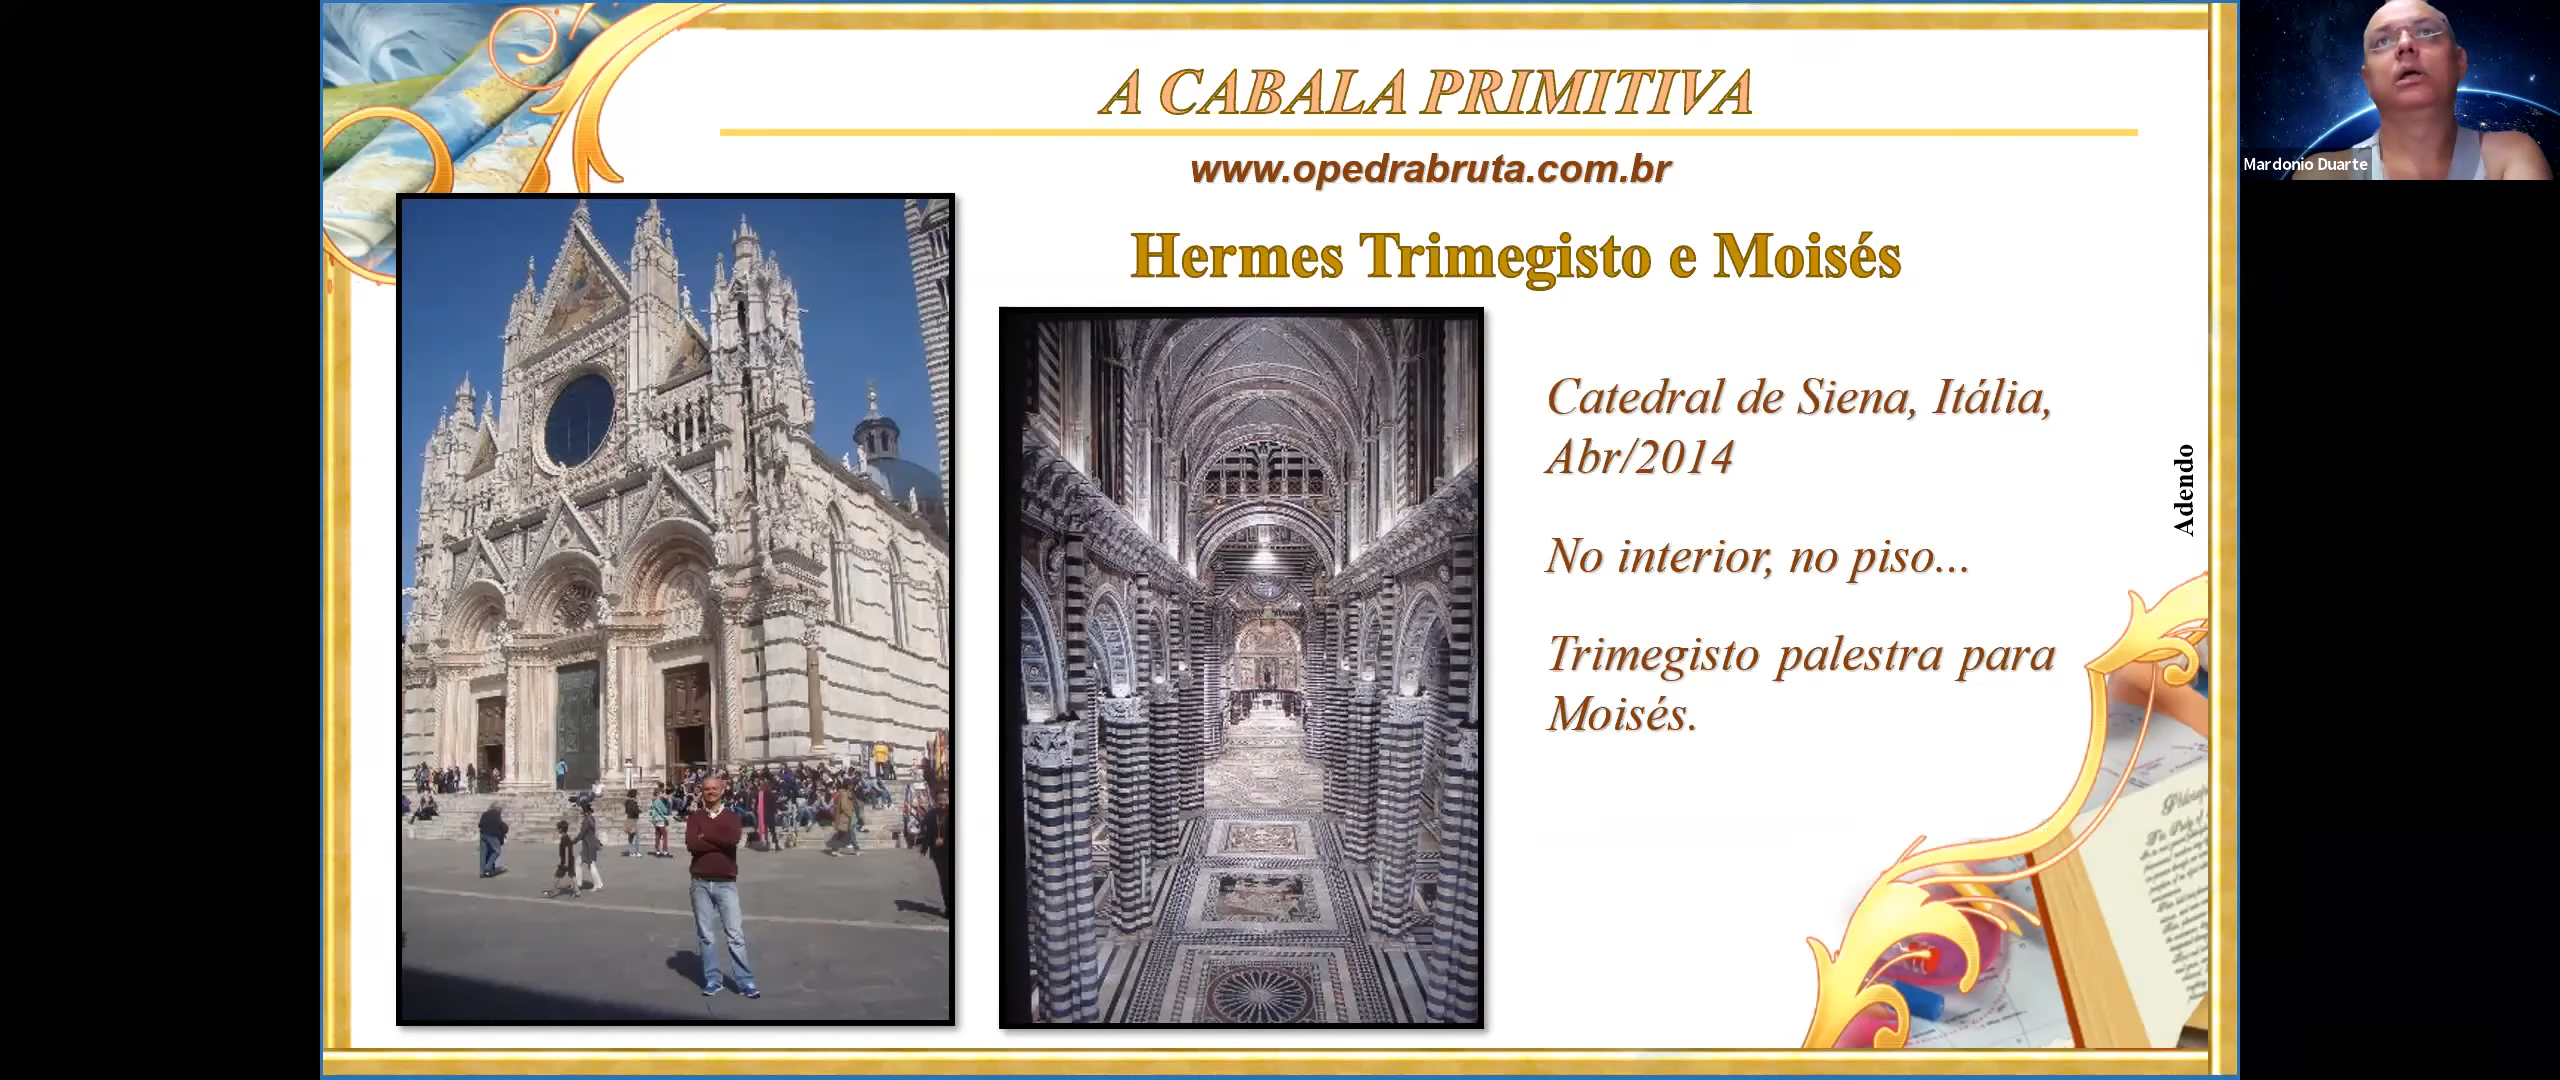 A CABALA PRIMITIVA
www.opedrabruta.com.br
Hermes Trimegisto e Moisés
Catedral de Siena, Itália,
Abr/2014
No interior, no piso...
Trimegisto palestra para
Moisés.
Adendo
Mardonio Duarte